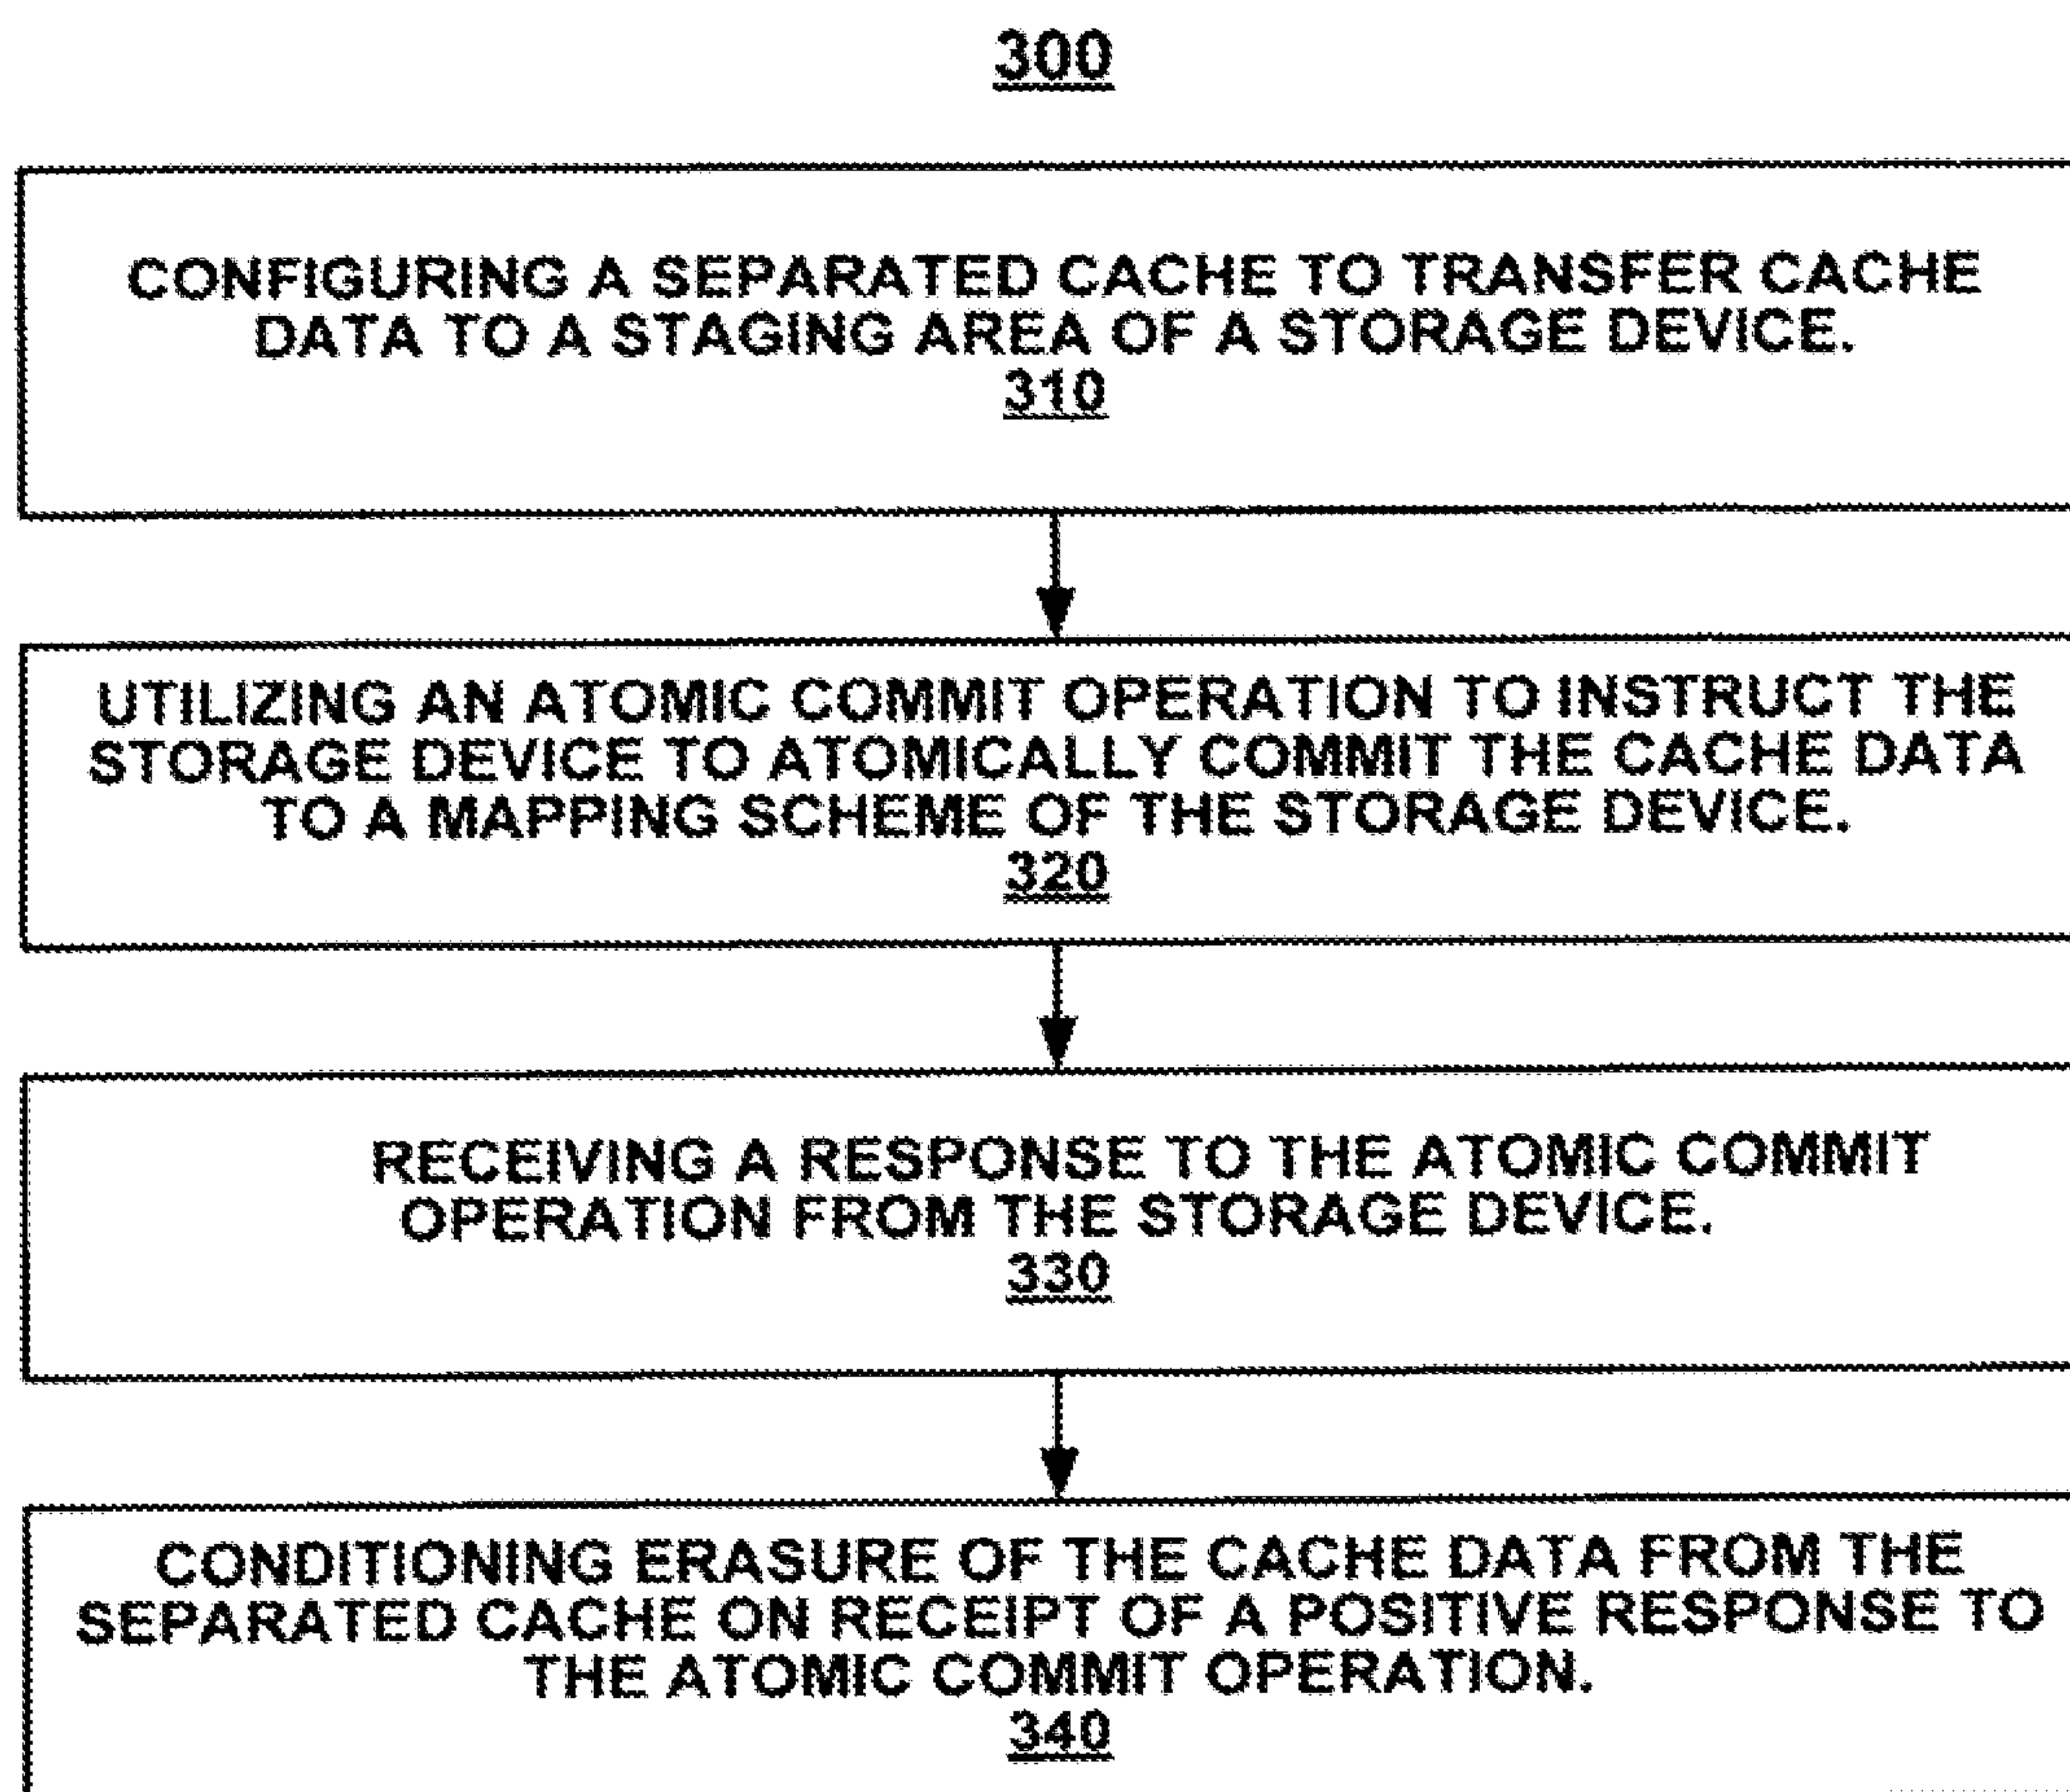 300
CONFIGURING A SEPARATED CACHE TO TRANSFER CACHE
DATA TO A STAGING AREA OF A STORAGE DEVICE.
310
UTILIZING AN ATOMIC COMMIT OPERATION TO INSTRUCT THE
STORAGE DEVICE TO ATOMICALLY COMMIT THE CACHE DATA
TO A MAPPING SCHEME OF THE STORAGE DEVICE.
320
RECEIVING A RESPONSE TO THE ATOMIC COMMIT
OPERATION FROM THE STORAGE DEVICE.
330
CONDITIONING ERASURE OF THE CACHE DATA FROM THE
SEPARATED CACHE ON RECEIPT OF A POSITIVE RESPONSE TO
THE ATOMIC COMMIT OPERATION.
340